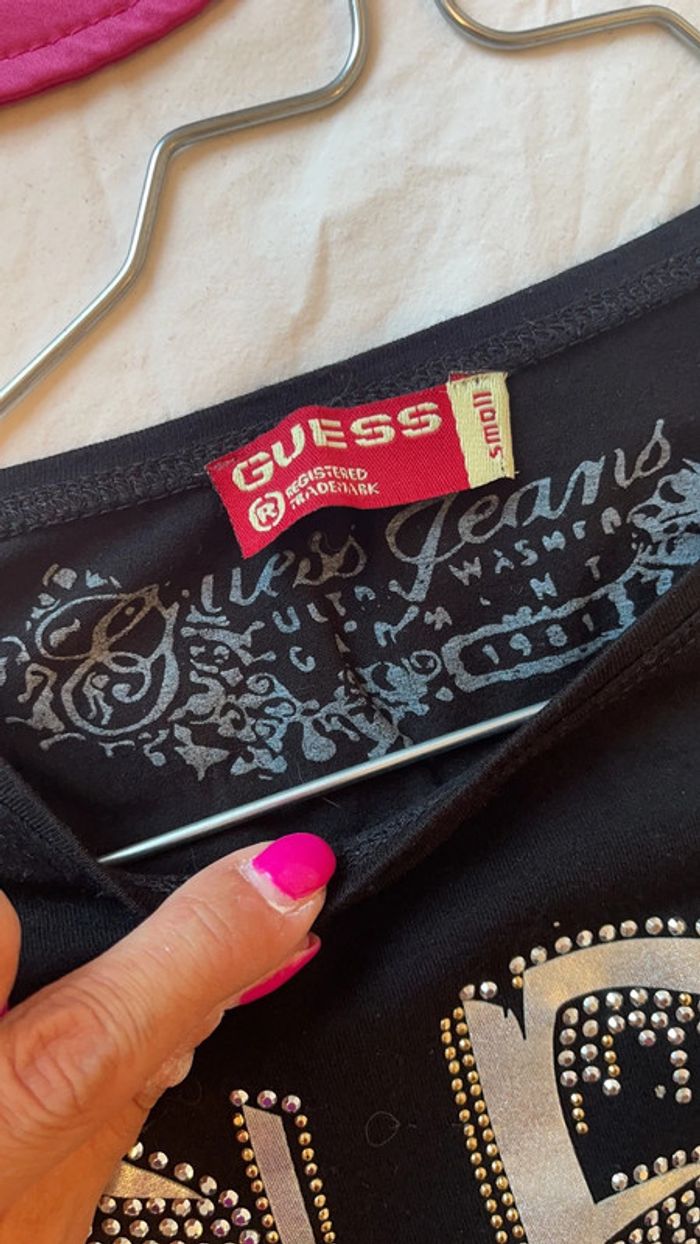 GUESS
® REGISTERED
TRADEMARK
small
Guess Jeans
WASHED
1981